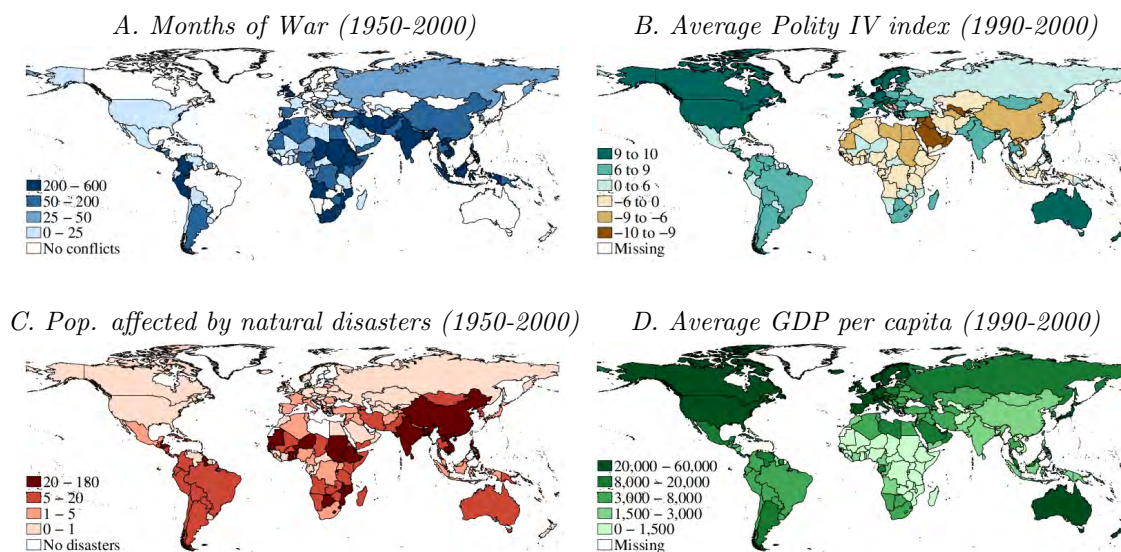 A. Months of War (1950-2000)
200 – 600
50 – 200
25 – 50
0 – 25
No conflicts
B. Average Polity IV index (1990-2000)
9 to 10
6 to 9
0 to 6
−6 to 0
−9 to −6
−10 to −9
Missing
C. Pop. affected by natural disasters (1950-2000)
20 – 180
5 – 20
1 – 5
0 – 1
No disasters
D. Average GDP per capita (1990-2000)
20,000 – 60,000
8,000 – 20,000
3,000 – 8,000
1,500 – 3,000
0 – 1,500
Missing